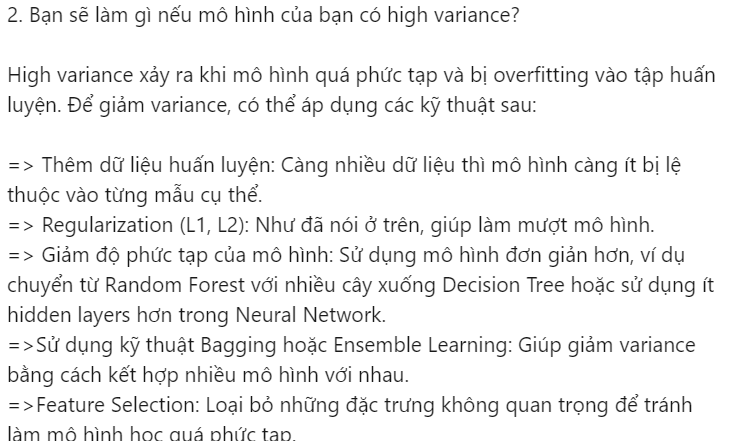 2. Bạn sẽ làm gì nếu mô hình của bạn có high variance?
High variance xảy ra khi mô hình quá phức tạp và bị overfitting vào tập huấn
luyện. Để giảm variance, có thể áp dụng các kỹ thuật sau:
=> Thêm dữ liệu huấn luyện: Càng nhiều dữ liệu thì mô hình càng ít bị lệ
thuộc vào từng mẫu cụ thể.
=> Regularization (L1, L2): Như đã nói ở trên, giúp làm mượt mô hình.
=> Giảm độ phức tạp của mô hình: Sử dụng mô hình đơn giản hơn, ví dụ
chuyển từ Random Forest với nhiều cây xuống Decision Tree hoặc sử dụng ít
hidden layers hơn trong Neural Network.
=>Sử dụng kỹ thuật Bagging hoặc Ensemble Learning: Giúp giảm variance
bằng cách kết hợp nhiều mô hình với nhau.
=>Feature Selection: Loại bỏ những đặc trưng không quan trọng để tránh
làm mô hình học quá phức tạp.